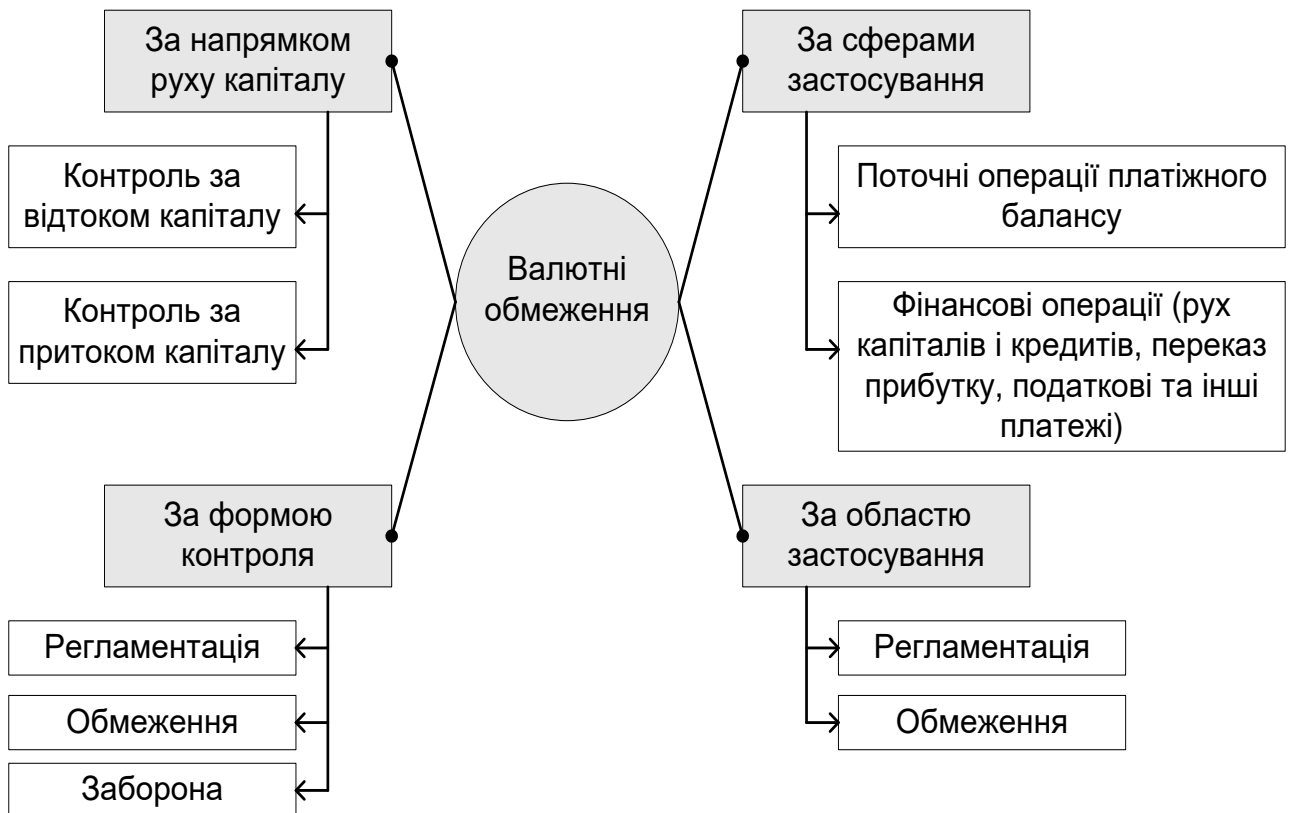 За напрямком
руху капіталу
Контроль за
відтоком капіталу
Контроль за
притоком капіталу
За сферами
застосування
Поточні операції платіжного
балансу
Фінансові операції (рух
капіталів і кредитів, переказ
прибутку, податкові та інші
платежі)
Валютні
обмеження
За формою
контроля
Регламентація
Обмеження
Заборона
За областю
застосування
Регламентація
Обмеження